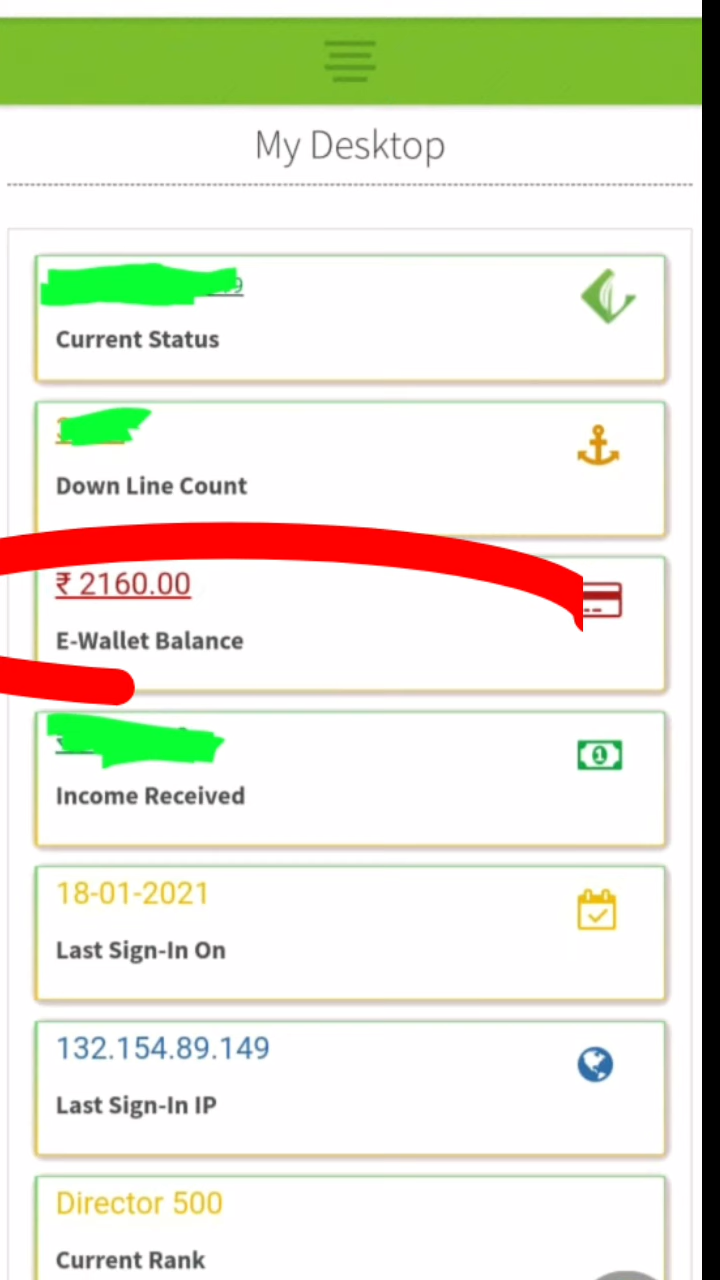 My Desktop
Current Status
Down Line Count
₹ 2160.00
E-Wallet Balance
Income Received
18-01-2021
Last Sign-In On
132.154.89.149
Last Sign-In IP
Director 500
Current Rank